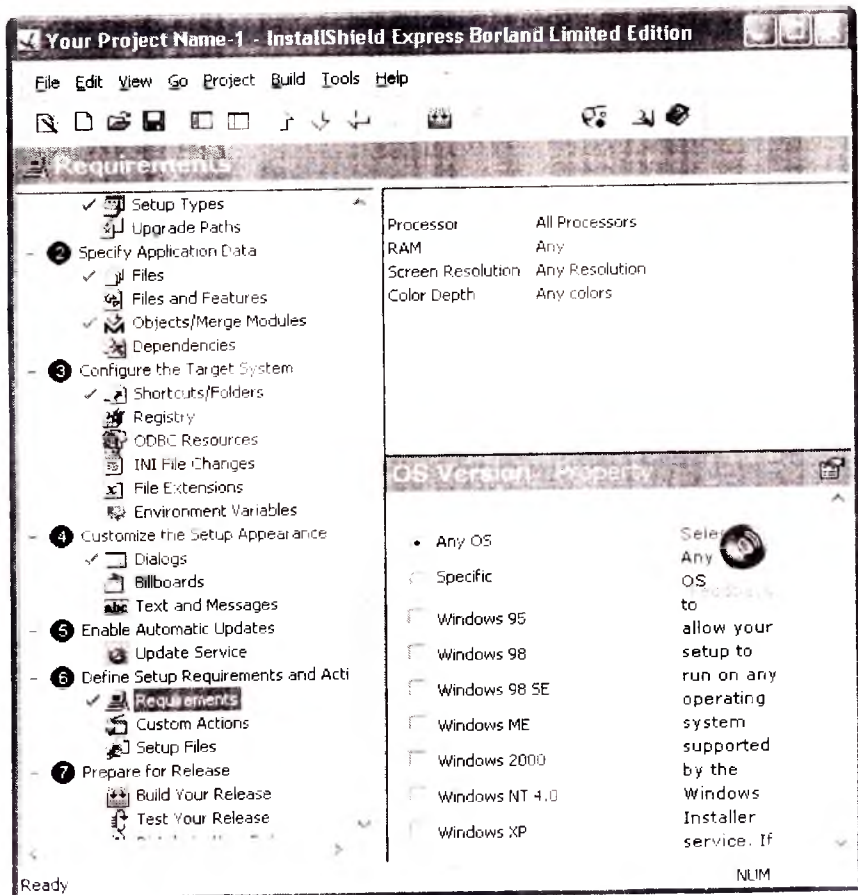 Your Project Name-1 - InstallShield Express Borland Limited Edition
File Edit View Go Project Build Tools Help
Requirements
Setup Types
Upgrade Paths
2 Specify Application Data
Files
Files and Features
Objects/Merge Modules
Dependencies
3 Configure the Target System
Shortcuts/Folders
Registry
ODBC Resources
INI File Changes
File Extensions
Environment Variables
4 Customize the Setup Appearance
Dialogs
Billboards
abc Text and Messages
5 Enable Automatic Updates
Update Service
6 Define Setup Requirements and Acti
Requirements
Custom Actions
Setup Files
7 Prepare for Release
Build Your Release
Test Your Release
Processor All Processors
RAM Any
Screen Resolution Any Resolution
Color Depth Any colors
OS Version - Property
Any OS
Specific
Windows 95
Windows 98
Windows 98 SE
Windows ME
Windows 2000
Windows NT 4.0
Windows XP
Any
OS
to
allow your
setup to
run on any
operating
system
supported
by the
Windows
Installer
service. If
Ready
NUM